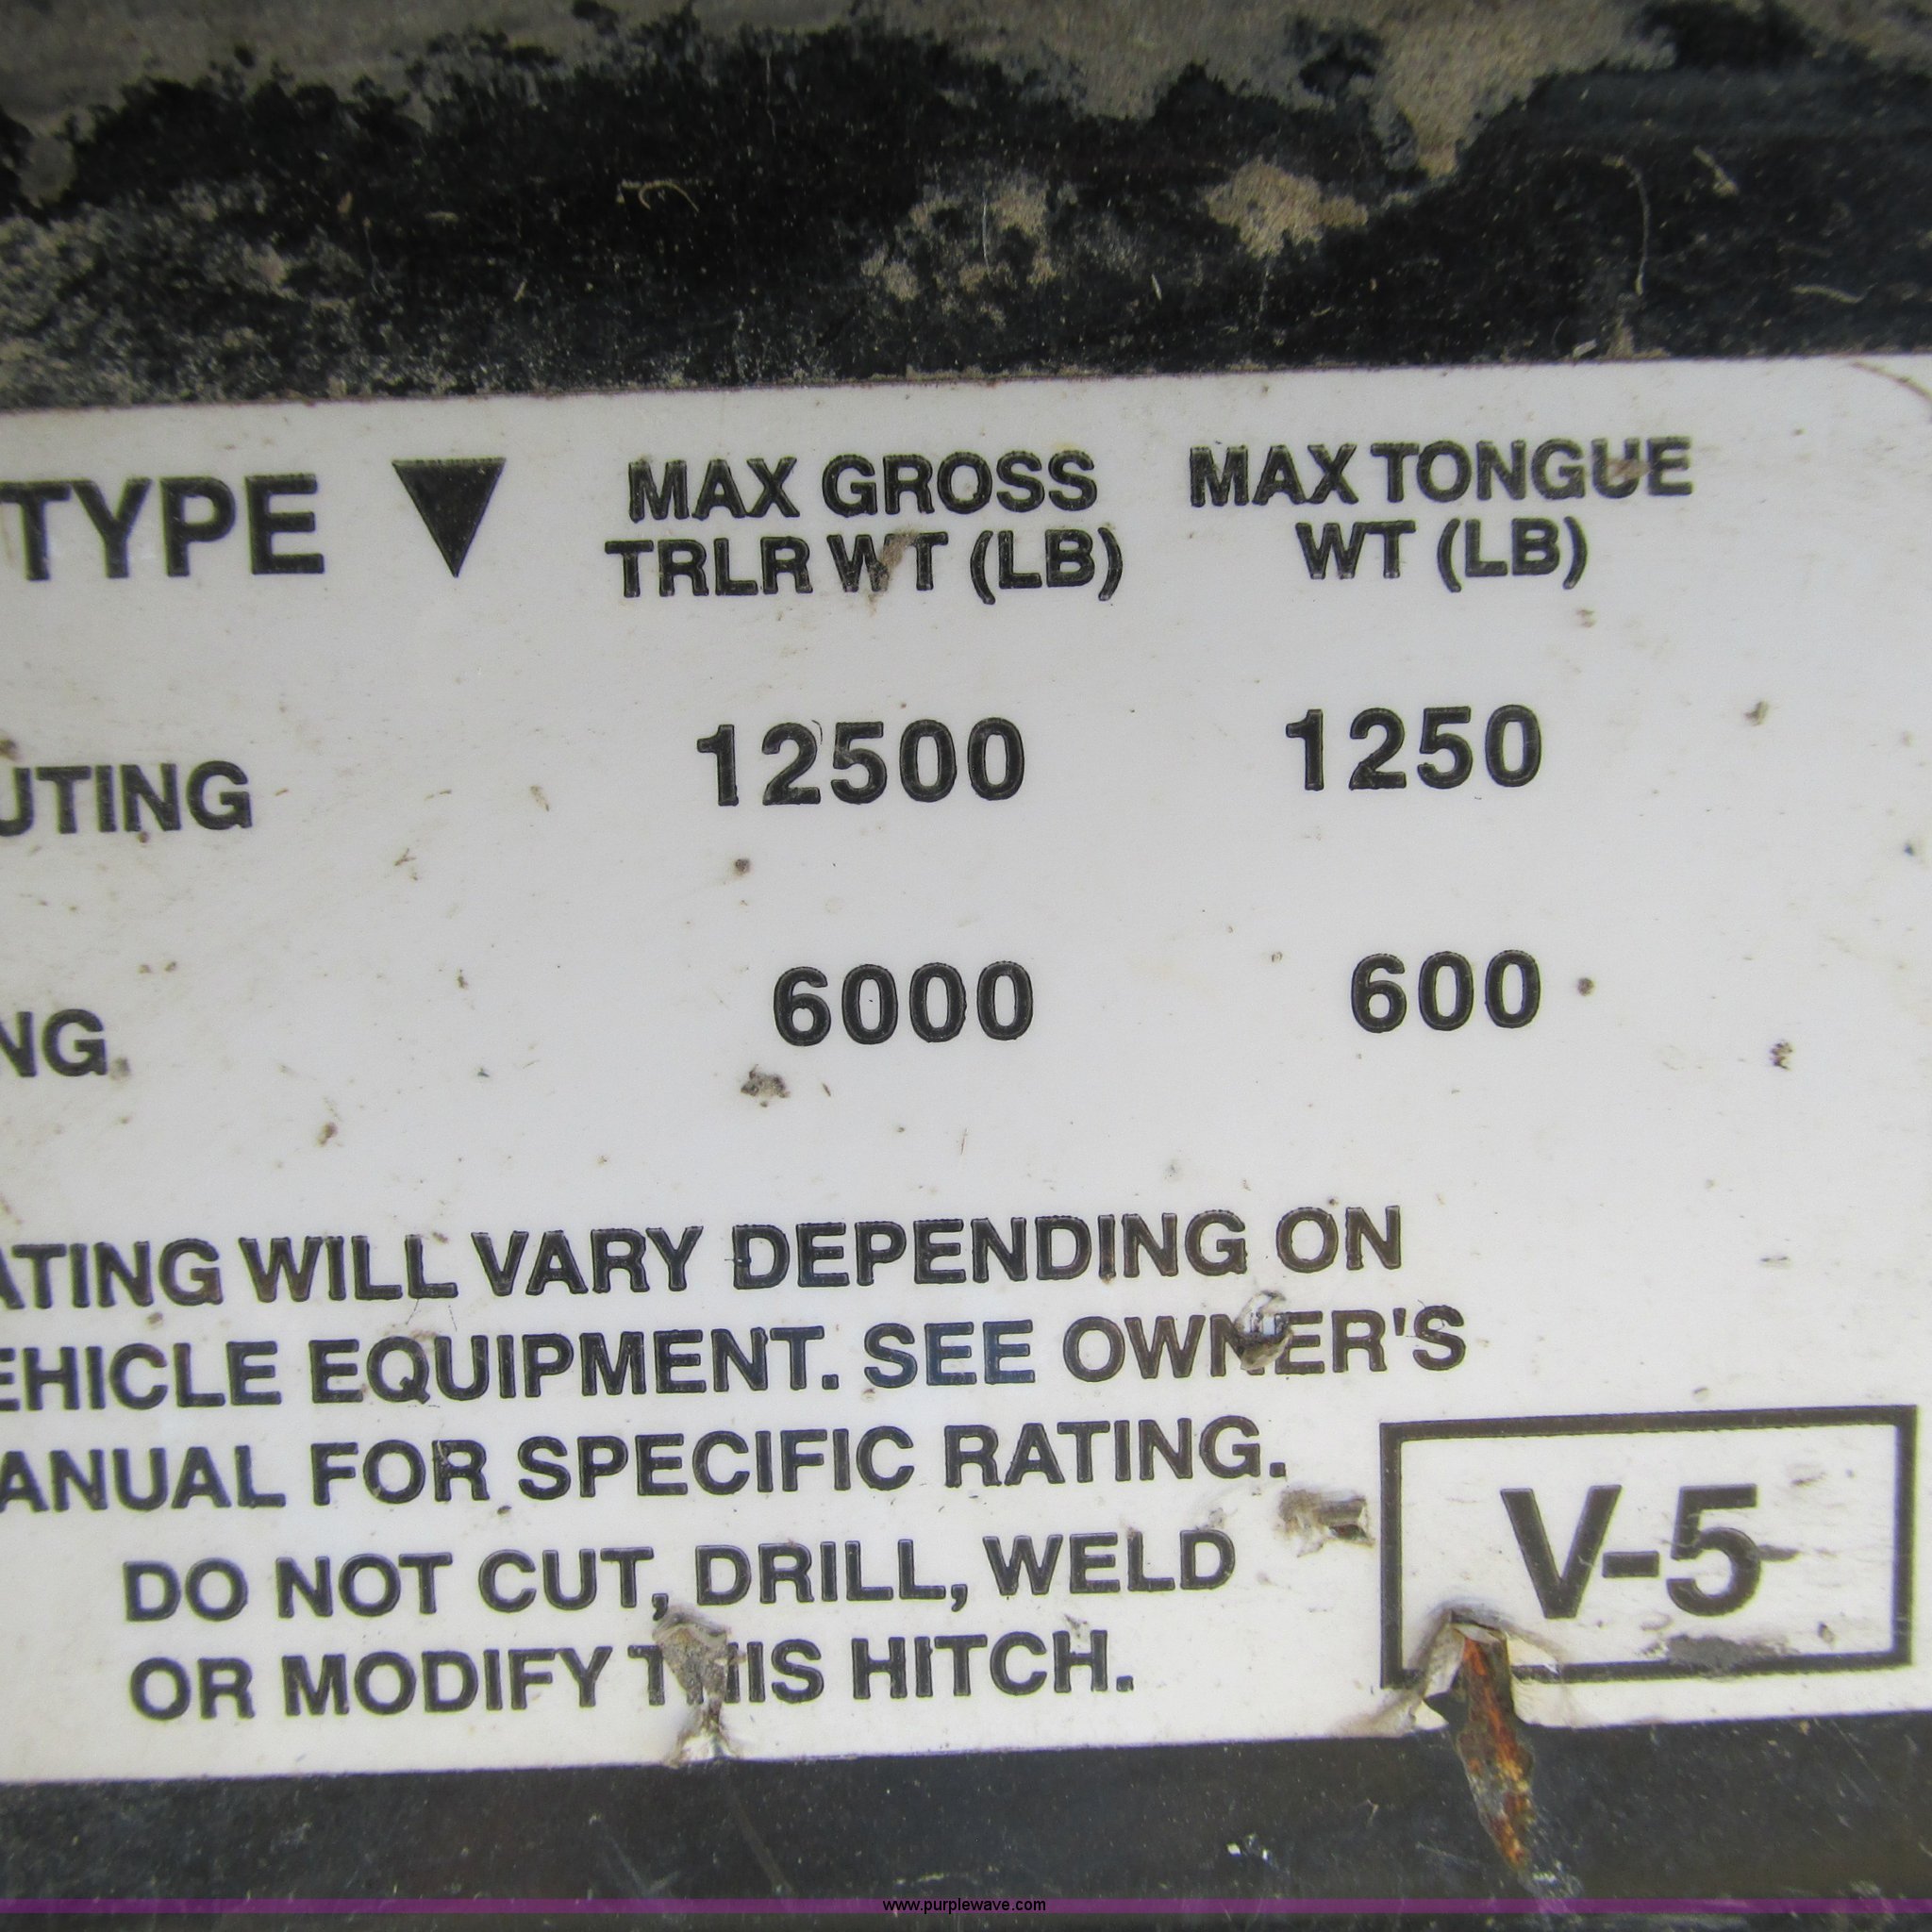 TYPE ▼ MAX GROSS MAX TONGUE
TRLR WT (LB) WT (LB)
UTING 12500 1250
NG 6000 600
ATING WILL VARY DEPENDING ON
EHICLE EQUIPMENT. SEE OWNER'S
ANUAL FOR SPECIFIC RATING.
DO NOT CUT, DRILL, WELD
OR MODIFY THIS HITCH.
V-5
www.purplewave.com